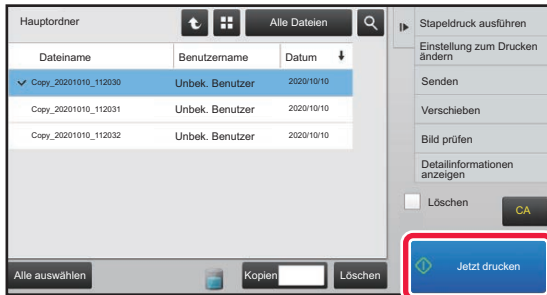 Hauptordner
Alle Dateien
Dateiname
Benutzername
Datum
Copy_20201010_112030
Unbek. Benutzer
2020/10/10
Copy_20201010_112031
Unbek. Benutzer
2020/10/10
Copy_20201010_112032
Unbek. Benutzer
2020/10/10
Alle auswählen
Kopien
Löschen
Stapeldruck ausführen
Einstellung zum Drucken
ändern
Senden
Verschieben
Bild prüfen
Detailinformationen
anzeigen
Löschen
CA
Jetzt drucken